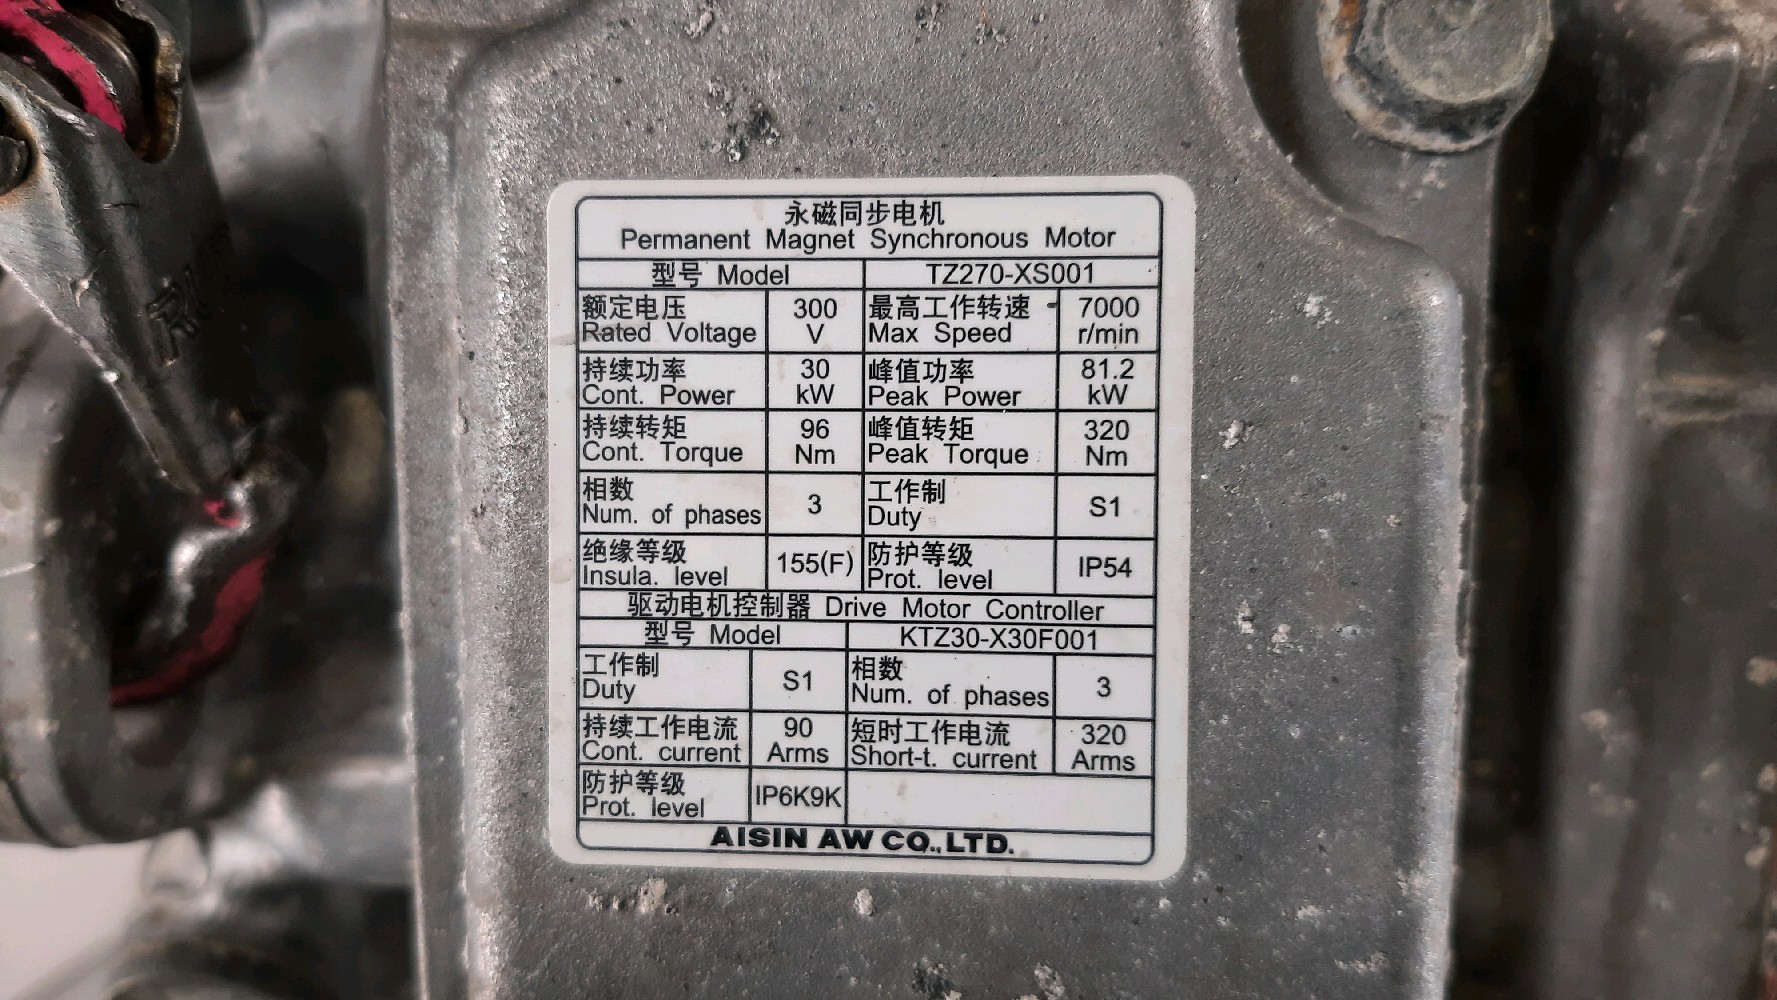 永磁同步电机
Permanent Magnet Synchronous Motor
型号 Model TZ270-XS001
额定电压 300 最高工作转速 7000
Rated Voltage V Max Speed r/min
持续功率 30 峰值功率 81.2
Cont. Power kW Peak Power kW
持续转矩 96 峰值转矩 320
Cont. Torque Nm Peak Torque Nm
相数 3 工作制 S1
Num. of phases Duty
绝缘等级 155(F) 防护等级 IP54
Insula. level Prot. level
驱动电机控制器 Drive Motor Controller
型号 Model KTZ30-X30F001
工作制 S1 相数 3
Duty Num. of phases
持续工作电流 90 短时工作电流 320
Cont. current Arms Short-t. current Arms
防护等级 IP6K9K
Prot. level
AISIN AW CO.,LTD.